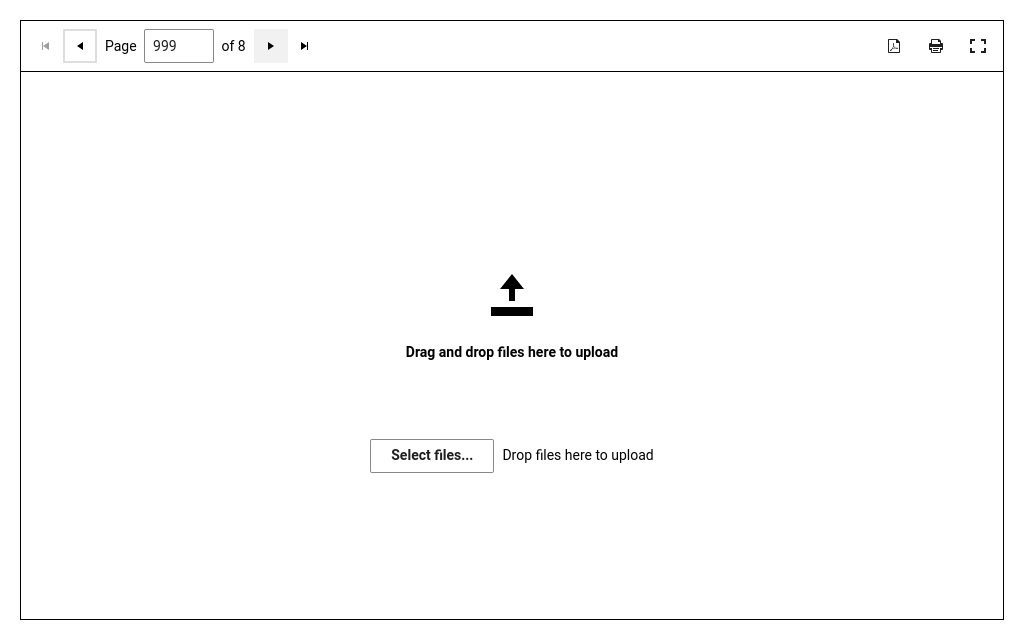 Page 999 of 8
Drag and drop files here to upload
Select files... Drop files here to upload